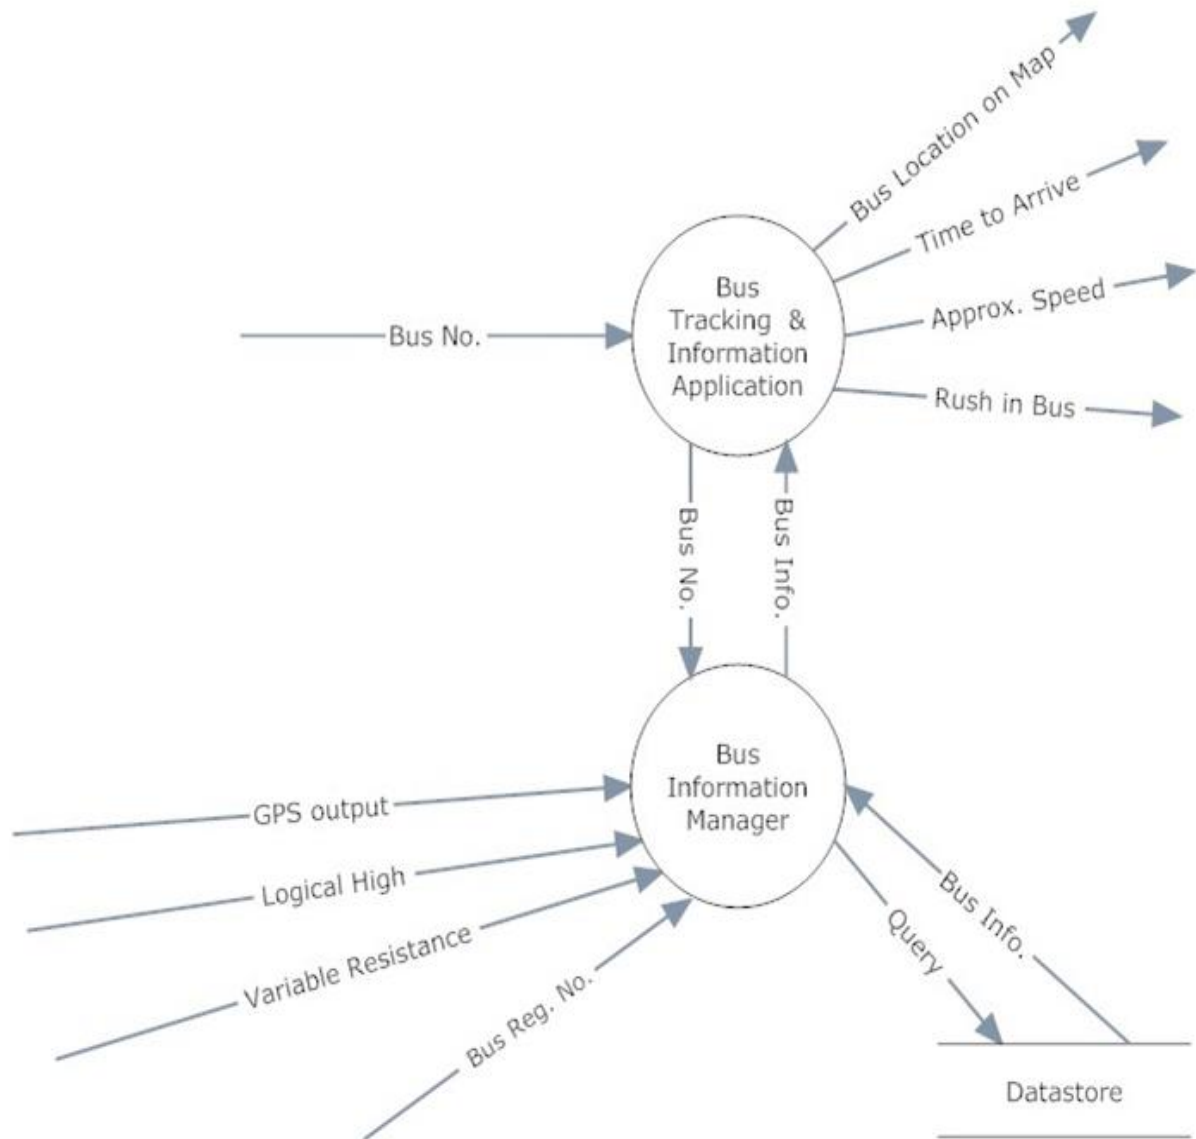 Bus Location on Map
Time to Arrive
Approx. Speed
Rush in Bus
Bus No.
Bus
Tracking &
Information
Application
Bus No.
Bus Info.
Bus
Information
Manager
GPS output
Logical High
Variable Resistance
Bus Reg. No.
Query
Bus Info.
Datastore